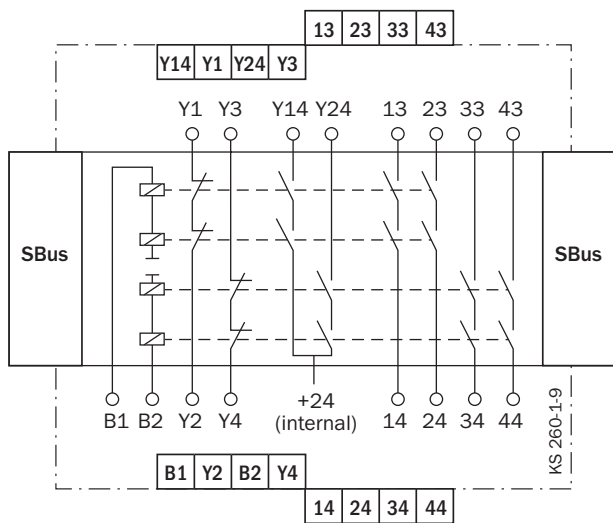 13 23 33 43
Y14 Y1 Y24 Y3
Y1 Y3 Y14 Y24 13 23 33 43
SBus
SBus
B1 B2 Y2 Y4
+24
(internal)
14 24 34 44
KS 260-1-9
B1 Y2 B2 Y4
14 24 34 44